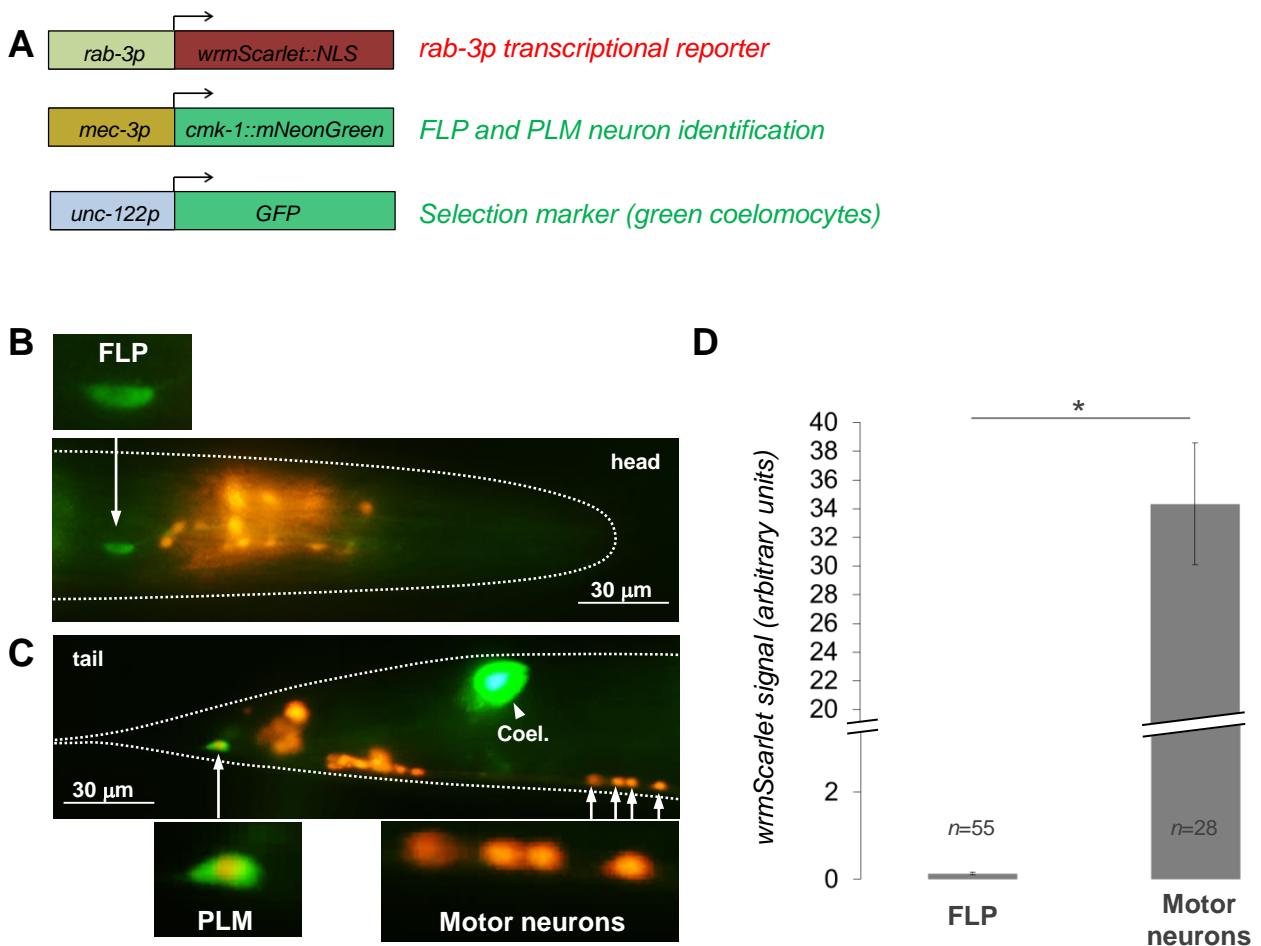 A
rab-3p
wrmScarlet::NLS
rab-3p transcriptional reporter
mec-3p
cmk-1::mNeonGreen
FLP and PLM neuron identification
unc-122p
GFP
Selection marker (green coelomocytes)
B
FLP
head
30 µm
C
tail
Coel.
30 µm
PLM
Motor neurons
D
wrmScarlet signal (arbitrary units)
*
40
38
36
34
32
30
28
26
24
22
20
2
0
n=55
n=28
FLP
Motor
neurons